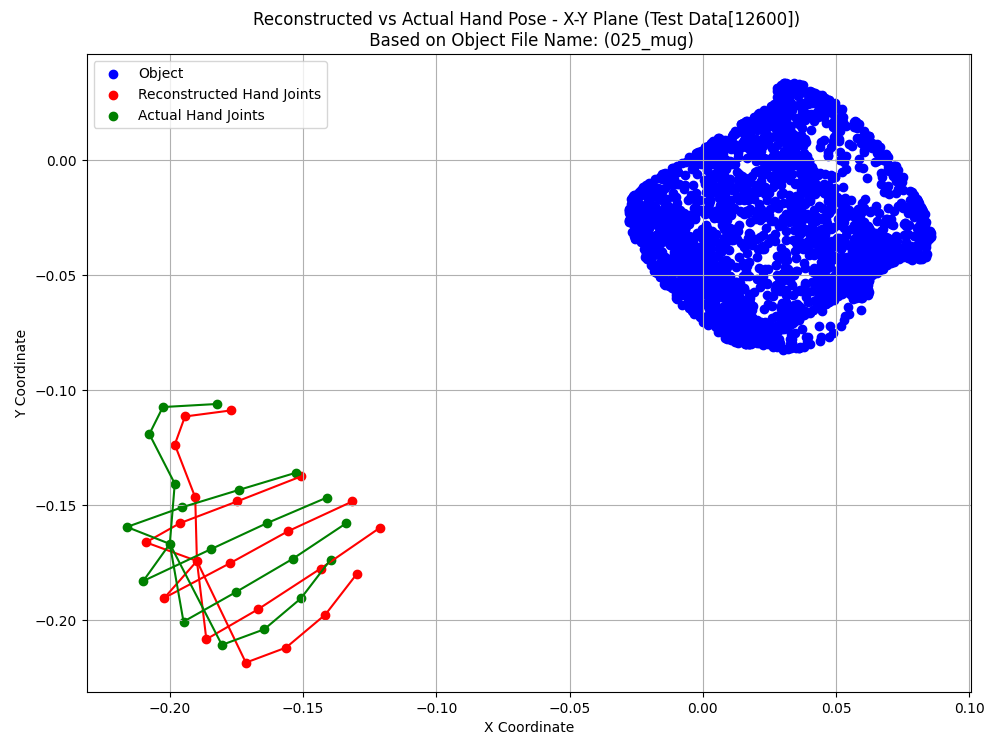 Reconstructed vs Actual Hand Pose - X-Y Plane (Test Data[12600])
Based on Object File Name: (025_mug)
Object
Reconstructed Hand Joints
Actual Hand Joints
Y Coordinate
0.00
−0.05
−0.10
−0.15
−0.20
−0.20
−0.15
−0.10
−0.05
0.00
0.05
0.10
X Coordinate